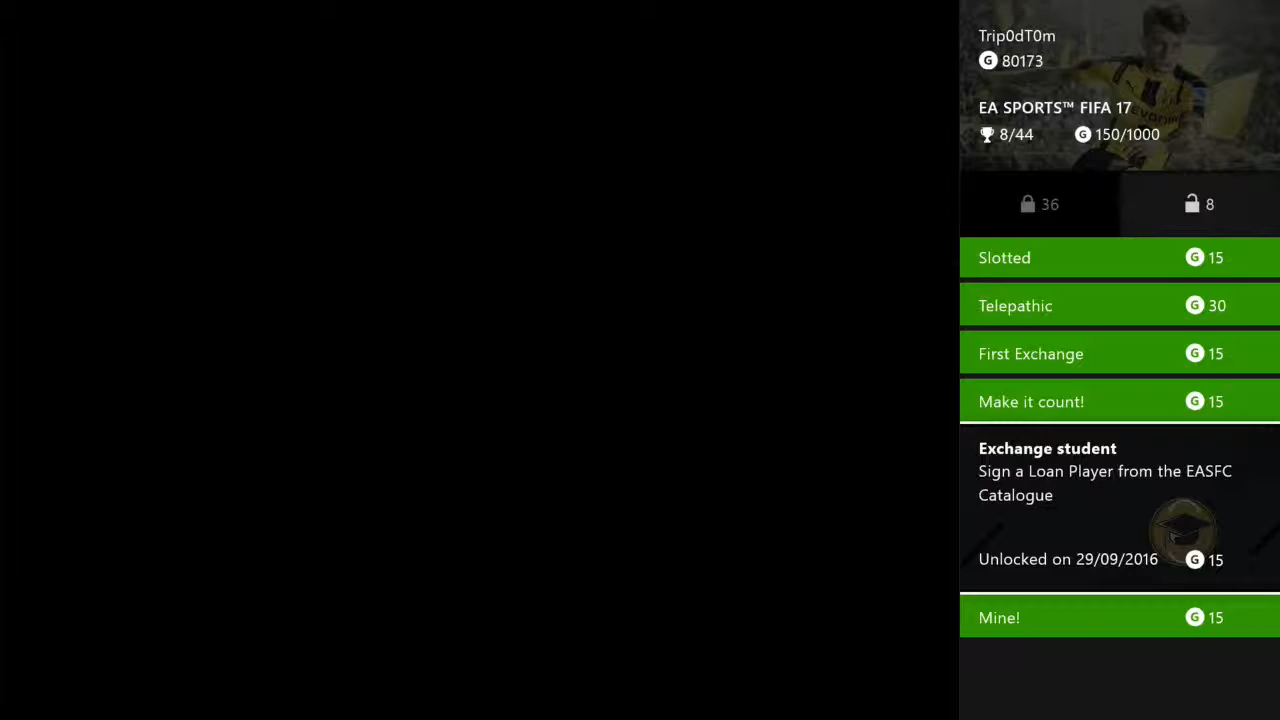 Trip0dT0m
G 80173
EA SPORTS™ FIFA 17
8/44 G 150/1000
36 8
Slotted G 15
Telepathic G 30
First Exchange G 15
Make it count! G 15
Exchange student
Sign a Loan Player from the EASFC
Catalogue
Unlocked on 29/09/2016 G 15
Mine! G 15